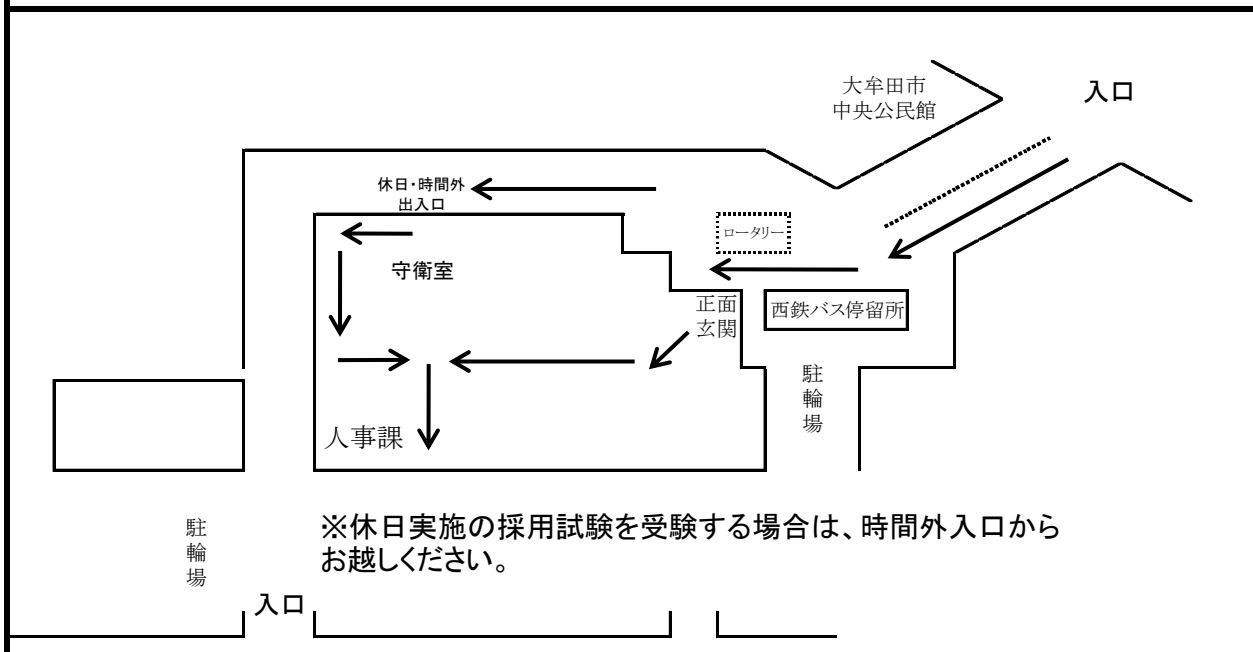 大牟田市
中央公民館
入口
休日・時間外
出入口
ロータリー
守衛室
正面
玄関
西鉄バス停留所
駐輪場
人事課
※休日実施の採用試験を受験する場合は、時間外入口から
お越しください。
駐輪場
入口